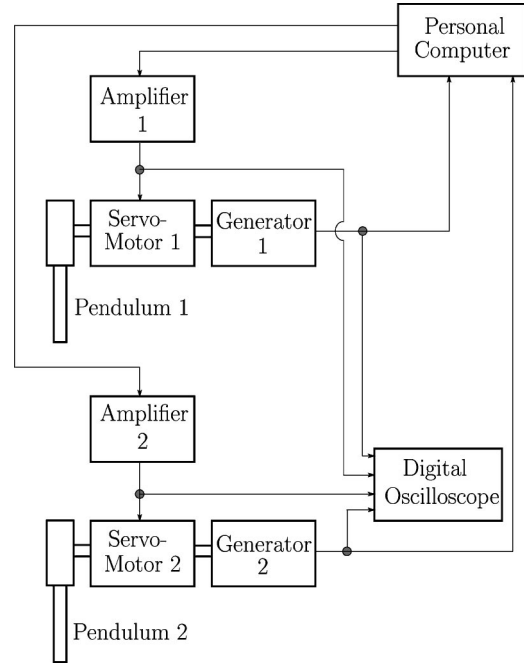 Personal
Computer
Amplifier
1
Servo-
Motor 1
Generator
1
Pendulum 1
Amplifier
2
Digital
Oscilloscope
Servo-
Motor 2
Generator
2
Pendulum 2